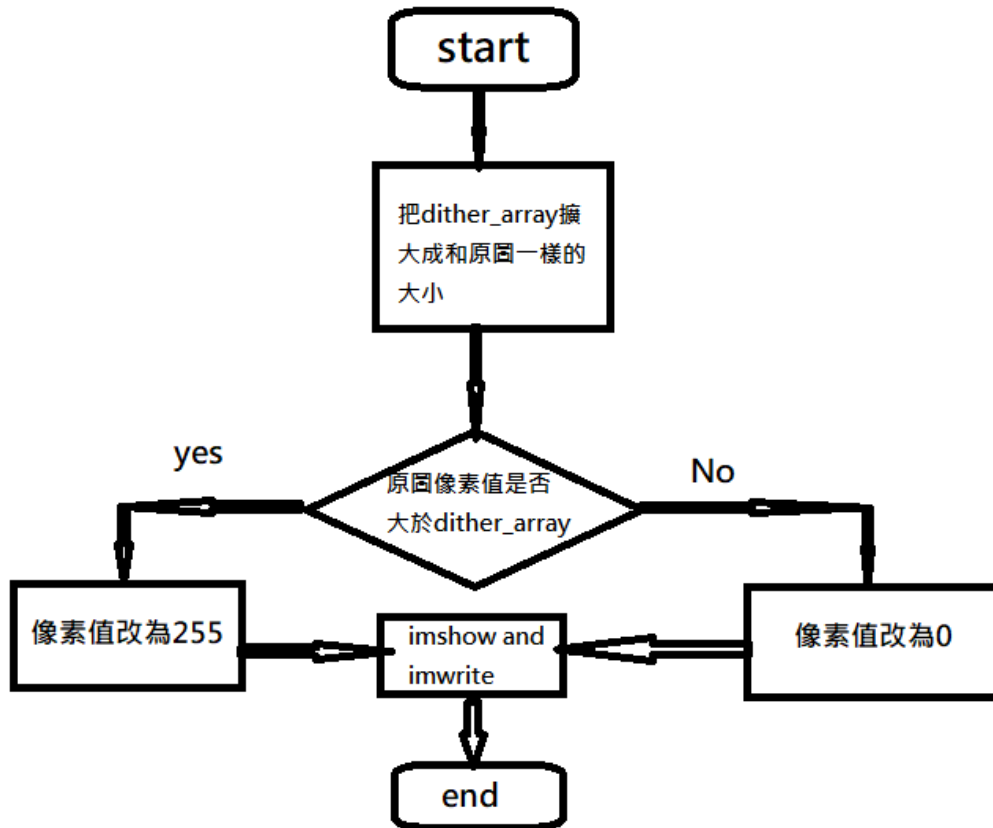 start
把dither_array擴
大成和原圖一樣的
大小
yes
No
原圖像素值是否
大於dither_array
像素值改為255
imshow and
imwrite
像素值改為0
end